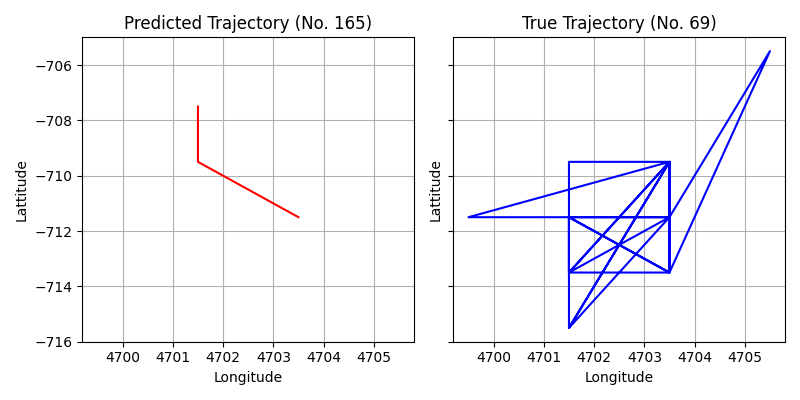 Predicted Trajectory (No. 165)
Lattitude
−706
−708
−710
−712
−714
−716
4700 4701 4702 4703 4704 4705
Longitude
True Trajectory (No. 69)
Lattitude
4700 4701 4702 4703 4704 4705
Longitude